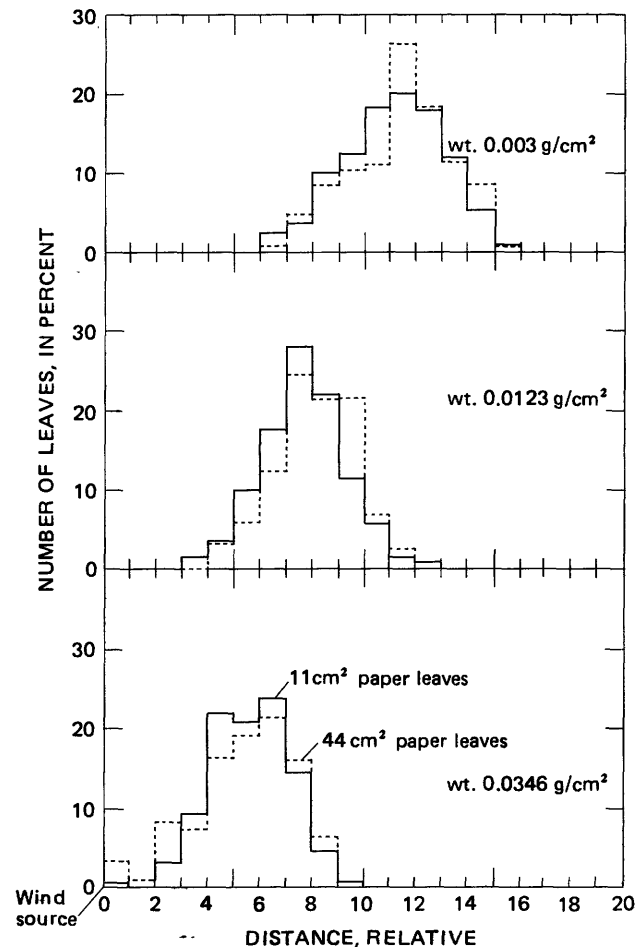 30
20
10
0
wt. 0.003 g/cm²
30
20
10
0
wt. 0.0123 g/cm²
30
20
10
0
11cm² paper leaves
44 cm² paper leaves
wt. 0.0346 g/cm²
NUMBER OF LEAVES, IN PERCENT
Wind
source
2 4 6 8 10 12 14 16 18 20
DISTANCE, RELATIVE